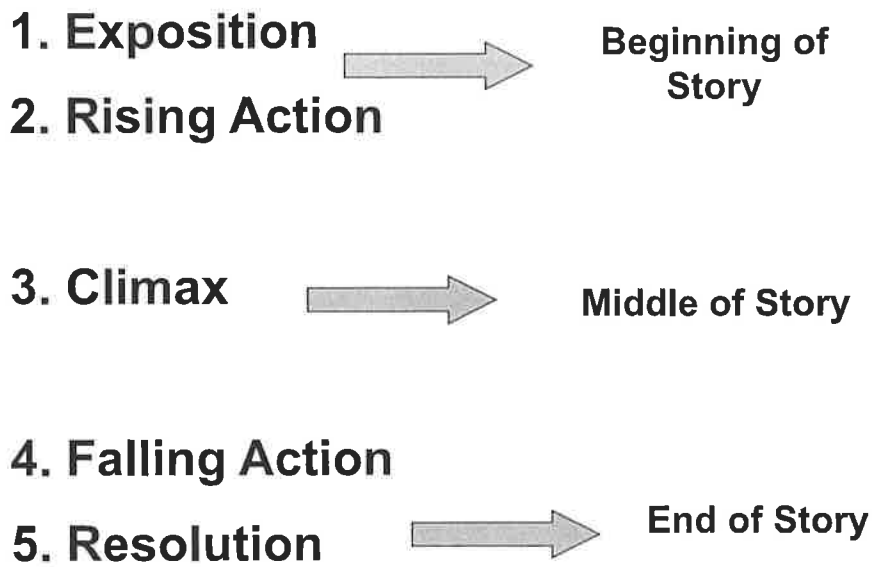 1. Exposition
Beginning of
Story
2. Rising Action
3. Climax
Middle of Story
4. Falling Action
5. Resolution
End of Story